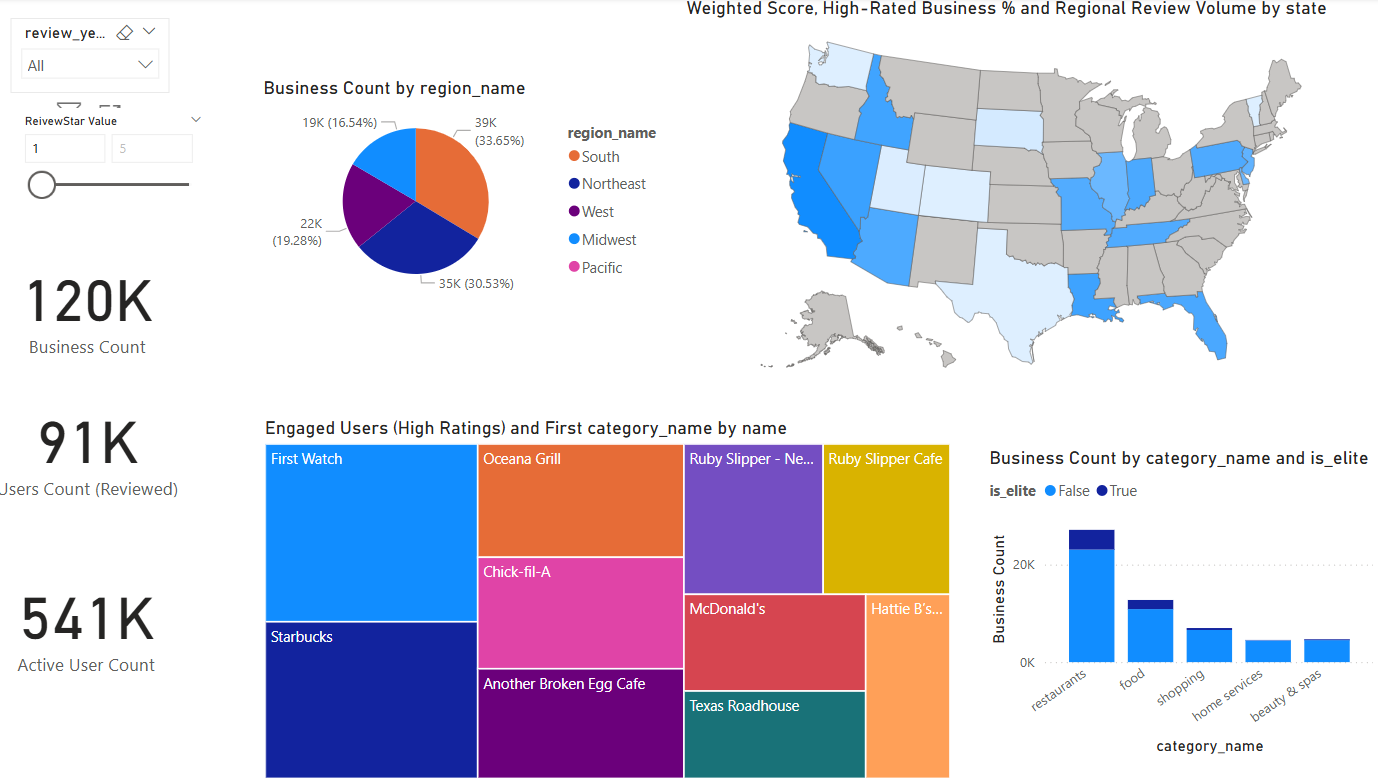 Weighted Score, High-Rated Business % and Regional Review Volume by state
review_ye...
All
ReivewStar Value
1
5
Business Count by region_name
19K (16.54%)
39K
(33.65%)
22K
(19.28%)
35K (30.53%)
region_name
South
Northeast
West
Midwest
Pacific
120K
Business Count
91K
Users Count (Reviewed)
541K
Active User Count
Engaged Users (High Ratings) and First category_name by name
First Watch
Oceana Grill
Ruby Slipper - Ne...
Ruby Slipper Cafe
Chick-fil-A
McDonald's
Hattie B's...
Starbucks
Another Broken Egg Cafe
Texas Roadhouse
Business Count by category_name and is_elite
is_elite
False
True
Business Count
20K
0K
restaurants
food
shopping
home services
beauty & spas
category_name